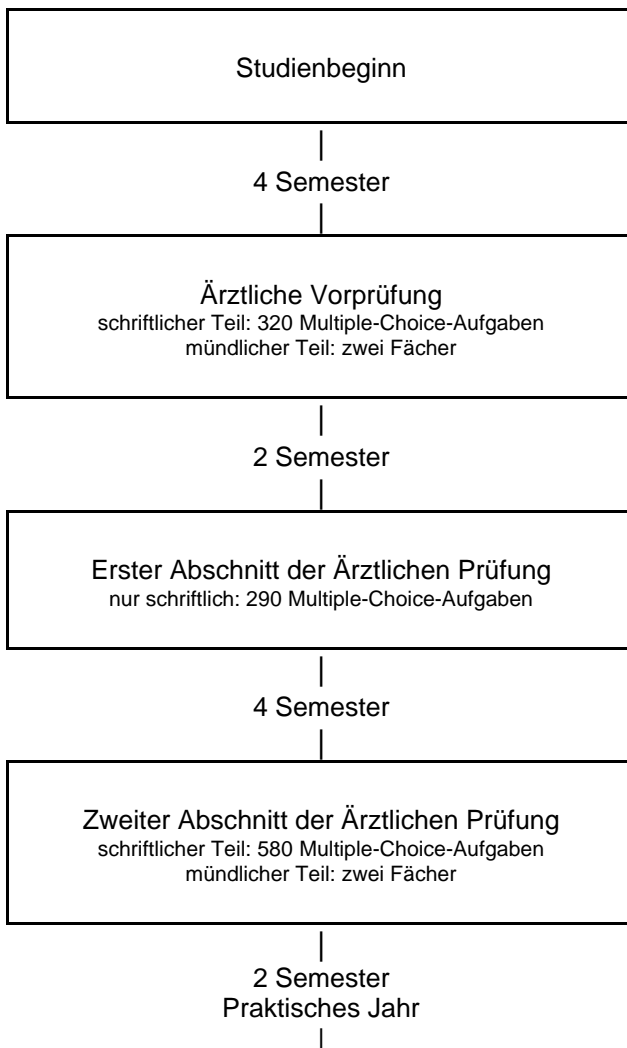 Studienbeginn
4 Semester
Ärztliche Vorprüfung
schriftlicher Teil: 320 Multiple-Choice-Aufgaben
mündlicher Teil: zwei Fächer
2 Semester
Erster Abschnitt der Ärztlichen Prüfung
nur schriftlich: 290 Multiple-Choice-Aufgaben
4 Semester
Zweiter Abschnitt der Ärztlichen Prüfung
schriftlicher Teil: 580 Multiple-Choice-Aufgaben
mündlicher Teil: zwei Fächer
2 Semester
Praktisches Jahr